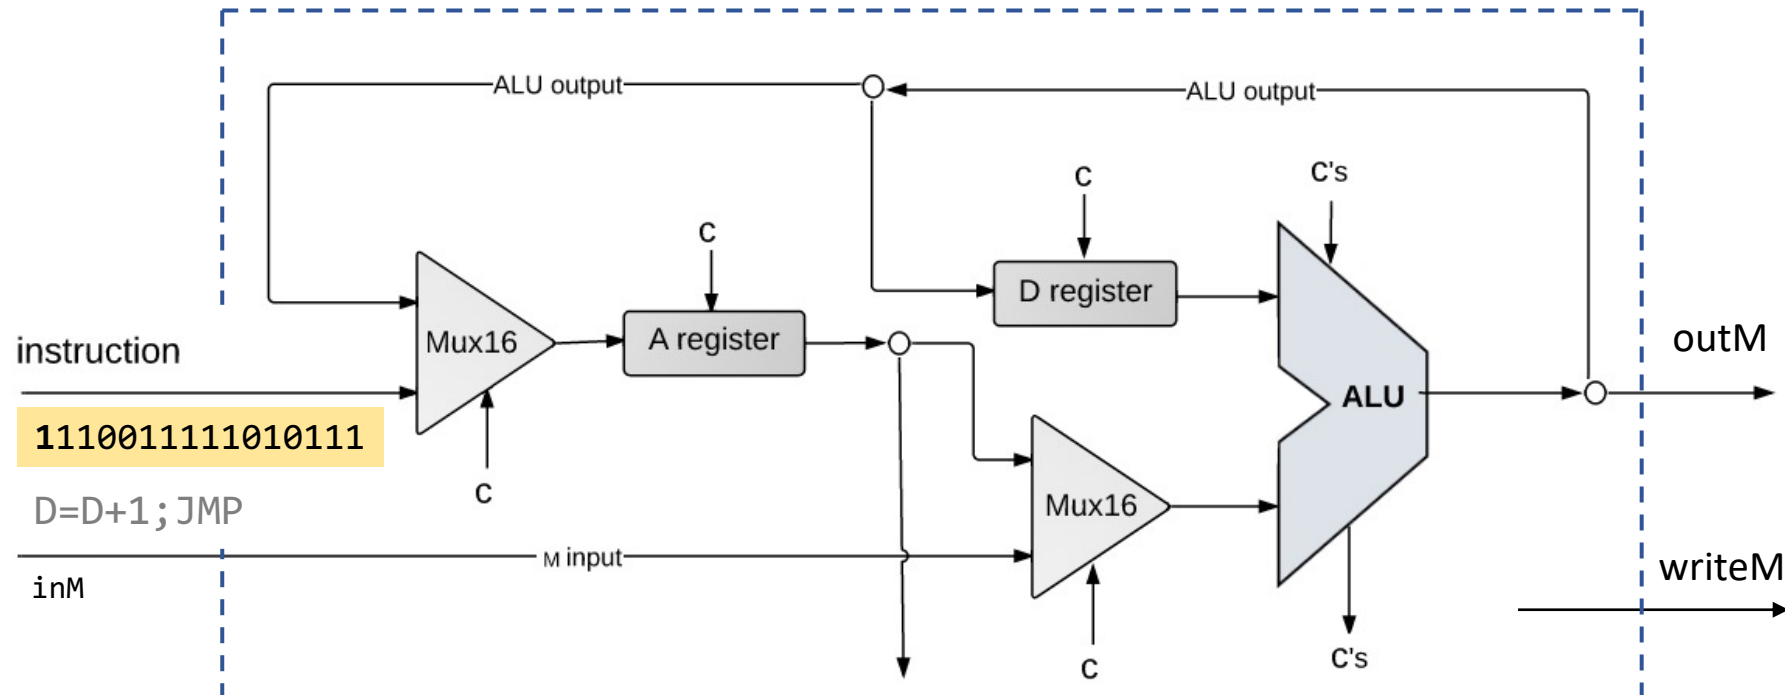 ALU output
ALU output
c
c's
c
D register
Mux16
A register
instruction
outM
ALU
1110011111010111
c
D=D+1;JMP
Mux16
M input
inM
writeM
c
c's